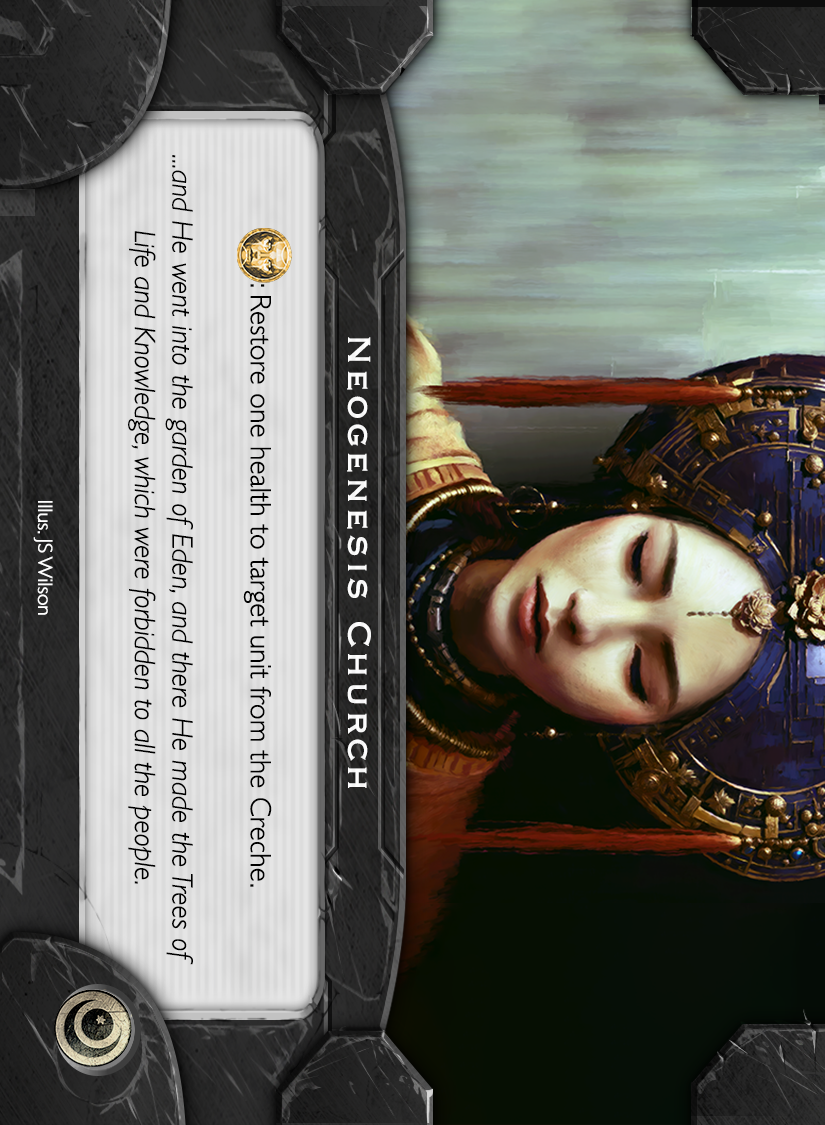 Neogenesis Church
: Restore one health to target unit from the Creche.
...and He went into the garden of Eden, and there He made the Trees of
Life and Knowledge, which were forbidden to all the people.
Illus. JS Wilson